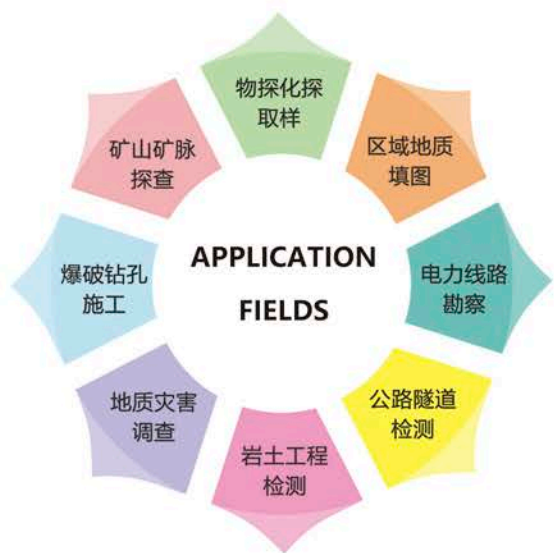 物探化探
取样
区域地质
填图
电力线路
勘察
公路隧道
检测
岩土工程
检测
地质灾害
调查
爆破钻孔
施工
矿山矿脉
探查
APPLICATION
FIELDS